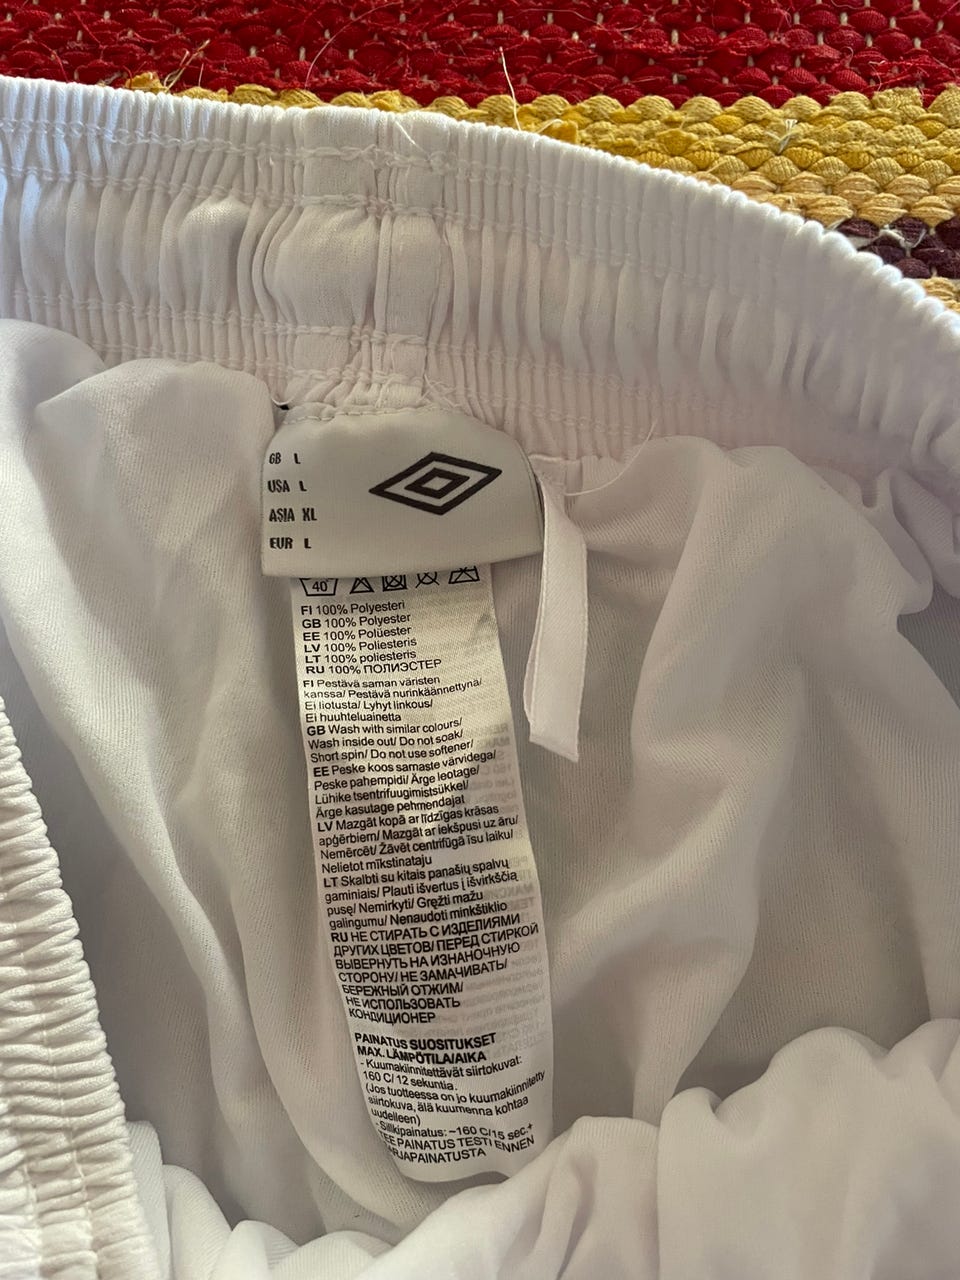 GB L
USA L
ASIA XL
EUR L
40
FI 100% Polyesteri
GB 100% Polyester
EE 100% Polüester
LV 100% Poliesteris
LT 100% poliesteris
RU 100% ПОЛИЭСТЕР
FI Pestävä saman väristen
kanssa/ Pestävä nurinkäännettynä/
Ei liotusta/ Lyhyt linkous/
Ei huuhteluainetta
GB Wash with similar colours/
Wash inside out/ Do not soak/
Short spin/ Do not use softener/
EE Peske koos samaste värvidega/
Peske pahempidi/ Ärge leotage/
Lühike tsentrifuugimistsükkel/
Ärge kasutage pehmendajat
LV Mazgāt kopā ar līdzīgas krāsas
apģērbiem/ Mazgāt ar iekšpusi uz āru/
Nemērcēt/ Žāvēt centrifūgā īsu laiku/
Nelietot mīkstinataju
LT Skalbti su kitais panašių spalvų
gaminiais/ Plauti išvertus į išvirkščią
pusę/ Nemirkyti/ Gręžti mažu
galingumu/ Nenaudoti minkštiklio
RU НЕ СТИРАТЬ С ИЗДЕЛИЯМИ
ДРУГИХ ЦВЕТОВ/ ПЕРЕД СТИРКОЙ
ВЫВЕРНУТЬ НА ИЗНАНОЧНУЮ
СТОРОНУ/ НЕ ЗАМАЧИВАТЬ/
БЕРЕЖНЫЙ ОТЖИМ/
НЕ ИСПОЛЬЗОВАТЬ
КОНДИЦИОНЕР
PAINATUS SUOSITUKSET
MAX. LÄMPÖTILA/AIKA
- Kuumakiinnitettävät siirtokuvat:
160 C/ 12 sekuntia.
(Jos tuotteessa on jo kuumakiinnitetty
siirtokuva, älä kuumenna kohtaa
uudelleen)
- Silkkipainatus: ~160 C/15 sec.+
TEE PAINATUS TESTI ENNEN
SARJAPAINATUSTA